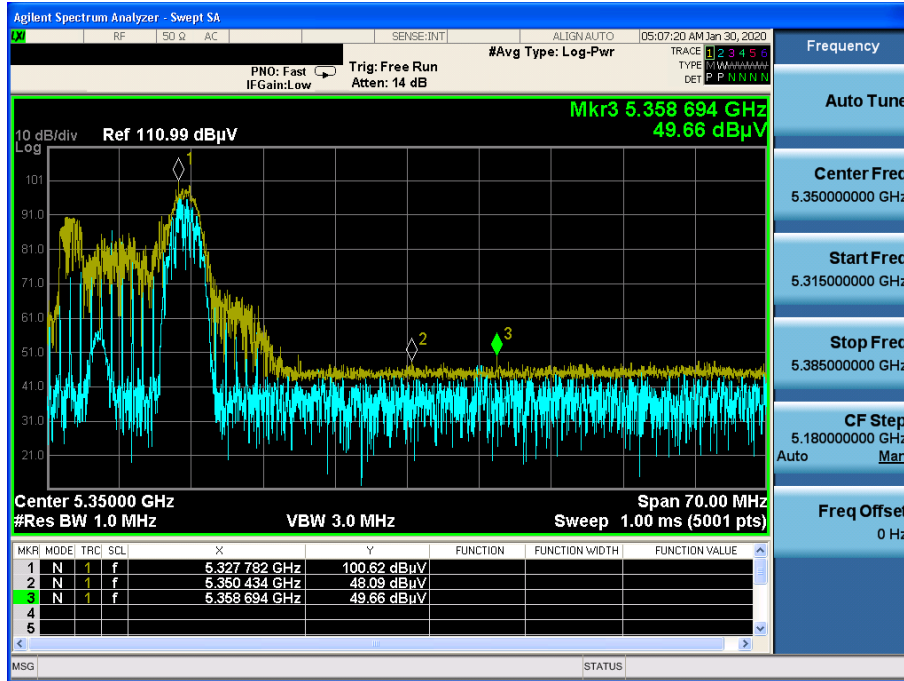 Agilent Spectrum Analyzer - Swept SA
LXI RF 50 Ω AC SENSE:INT ALIGN AUTO 05:07:20 AM Jan 30, 2020
#Avg Type: Log-Pwr TRACE 1 2 3 4 5 6
PNO: Fast Trig: Free Run TYPE M W W W W W
IFGain:Low Atten: 14 dB DET P P N N N N
Mkr3 5.358 694 GHz
49.66 dBµV
10 dB/div Ref 110.99 dBµV
Log
101
91.0
81.0
71.0
61.0
51.0
41.0
31.0
21.0
1
2
3
Center 5.35000 GHz Span 70.00 MHz
#Res BW 1.0 MHz VBW 3.0 MHz Sweep 1.00 ms (5001 pts)
MKR MODE TRC SCL X Y FUNCTION FUNCTION WIDTH FUNCTION VALUE
1 N 1 f 5.327 782 GHz 100.62 dBµV
2 N 1 f 5.350 434 GHz 48.09 dBµV
3 N 1 f 5.358 694 GHz 49.66 dBµV
4
5
MSG STATUS
Frequency
Auto Tune
Center Freq
5.350000000 GHz
Start Freq
5.315000000 GHz
Stop Freq
5.385000000 GHz
CF Step
5.180000000 GHz
Auto Man
Freq Offset
0 Hz